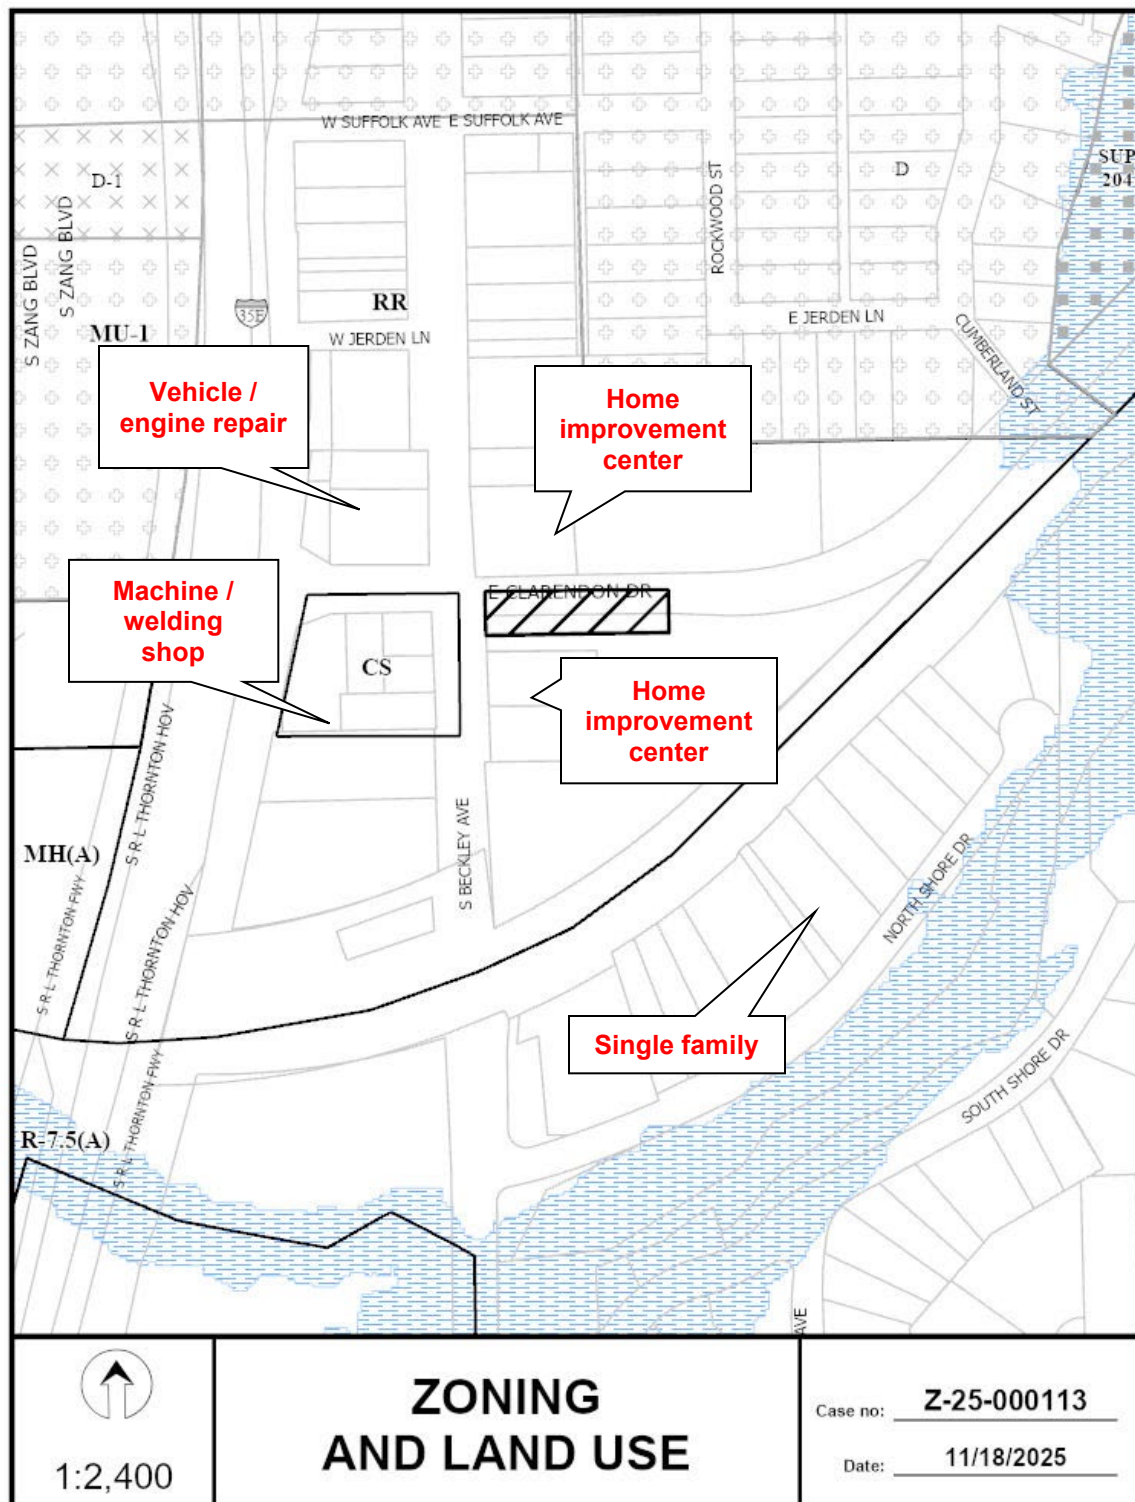 W SUFFOLK AVE E SUFFOLK AVE
D-1
D
SUP
204
S ZANG BLVD
S ZANG BLVD
ROCKWOOD ST
35E
RR
MU-1
W JERDEN LN
E JERDEN LN
CUMBERLAND ST
Vehicle /
engine repair
Home
improvement
center
E CLARENDON DR
Machine /
welding
shop
CS
Home
improvement
center
S R L THORNTON HOV
MH(A)
S BECKLEY AVE
S R L THORNTON FWY
S R L THORNTON HOV
NORTH SHORE DR
Single family
SOUTH SHORE DR
S R L THORNTON FWY
R-7.5(A)
AVE
1:2,400
ZONING
AND LAND USE
Case no: Z-25-000113
Date: 11/18/2025